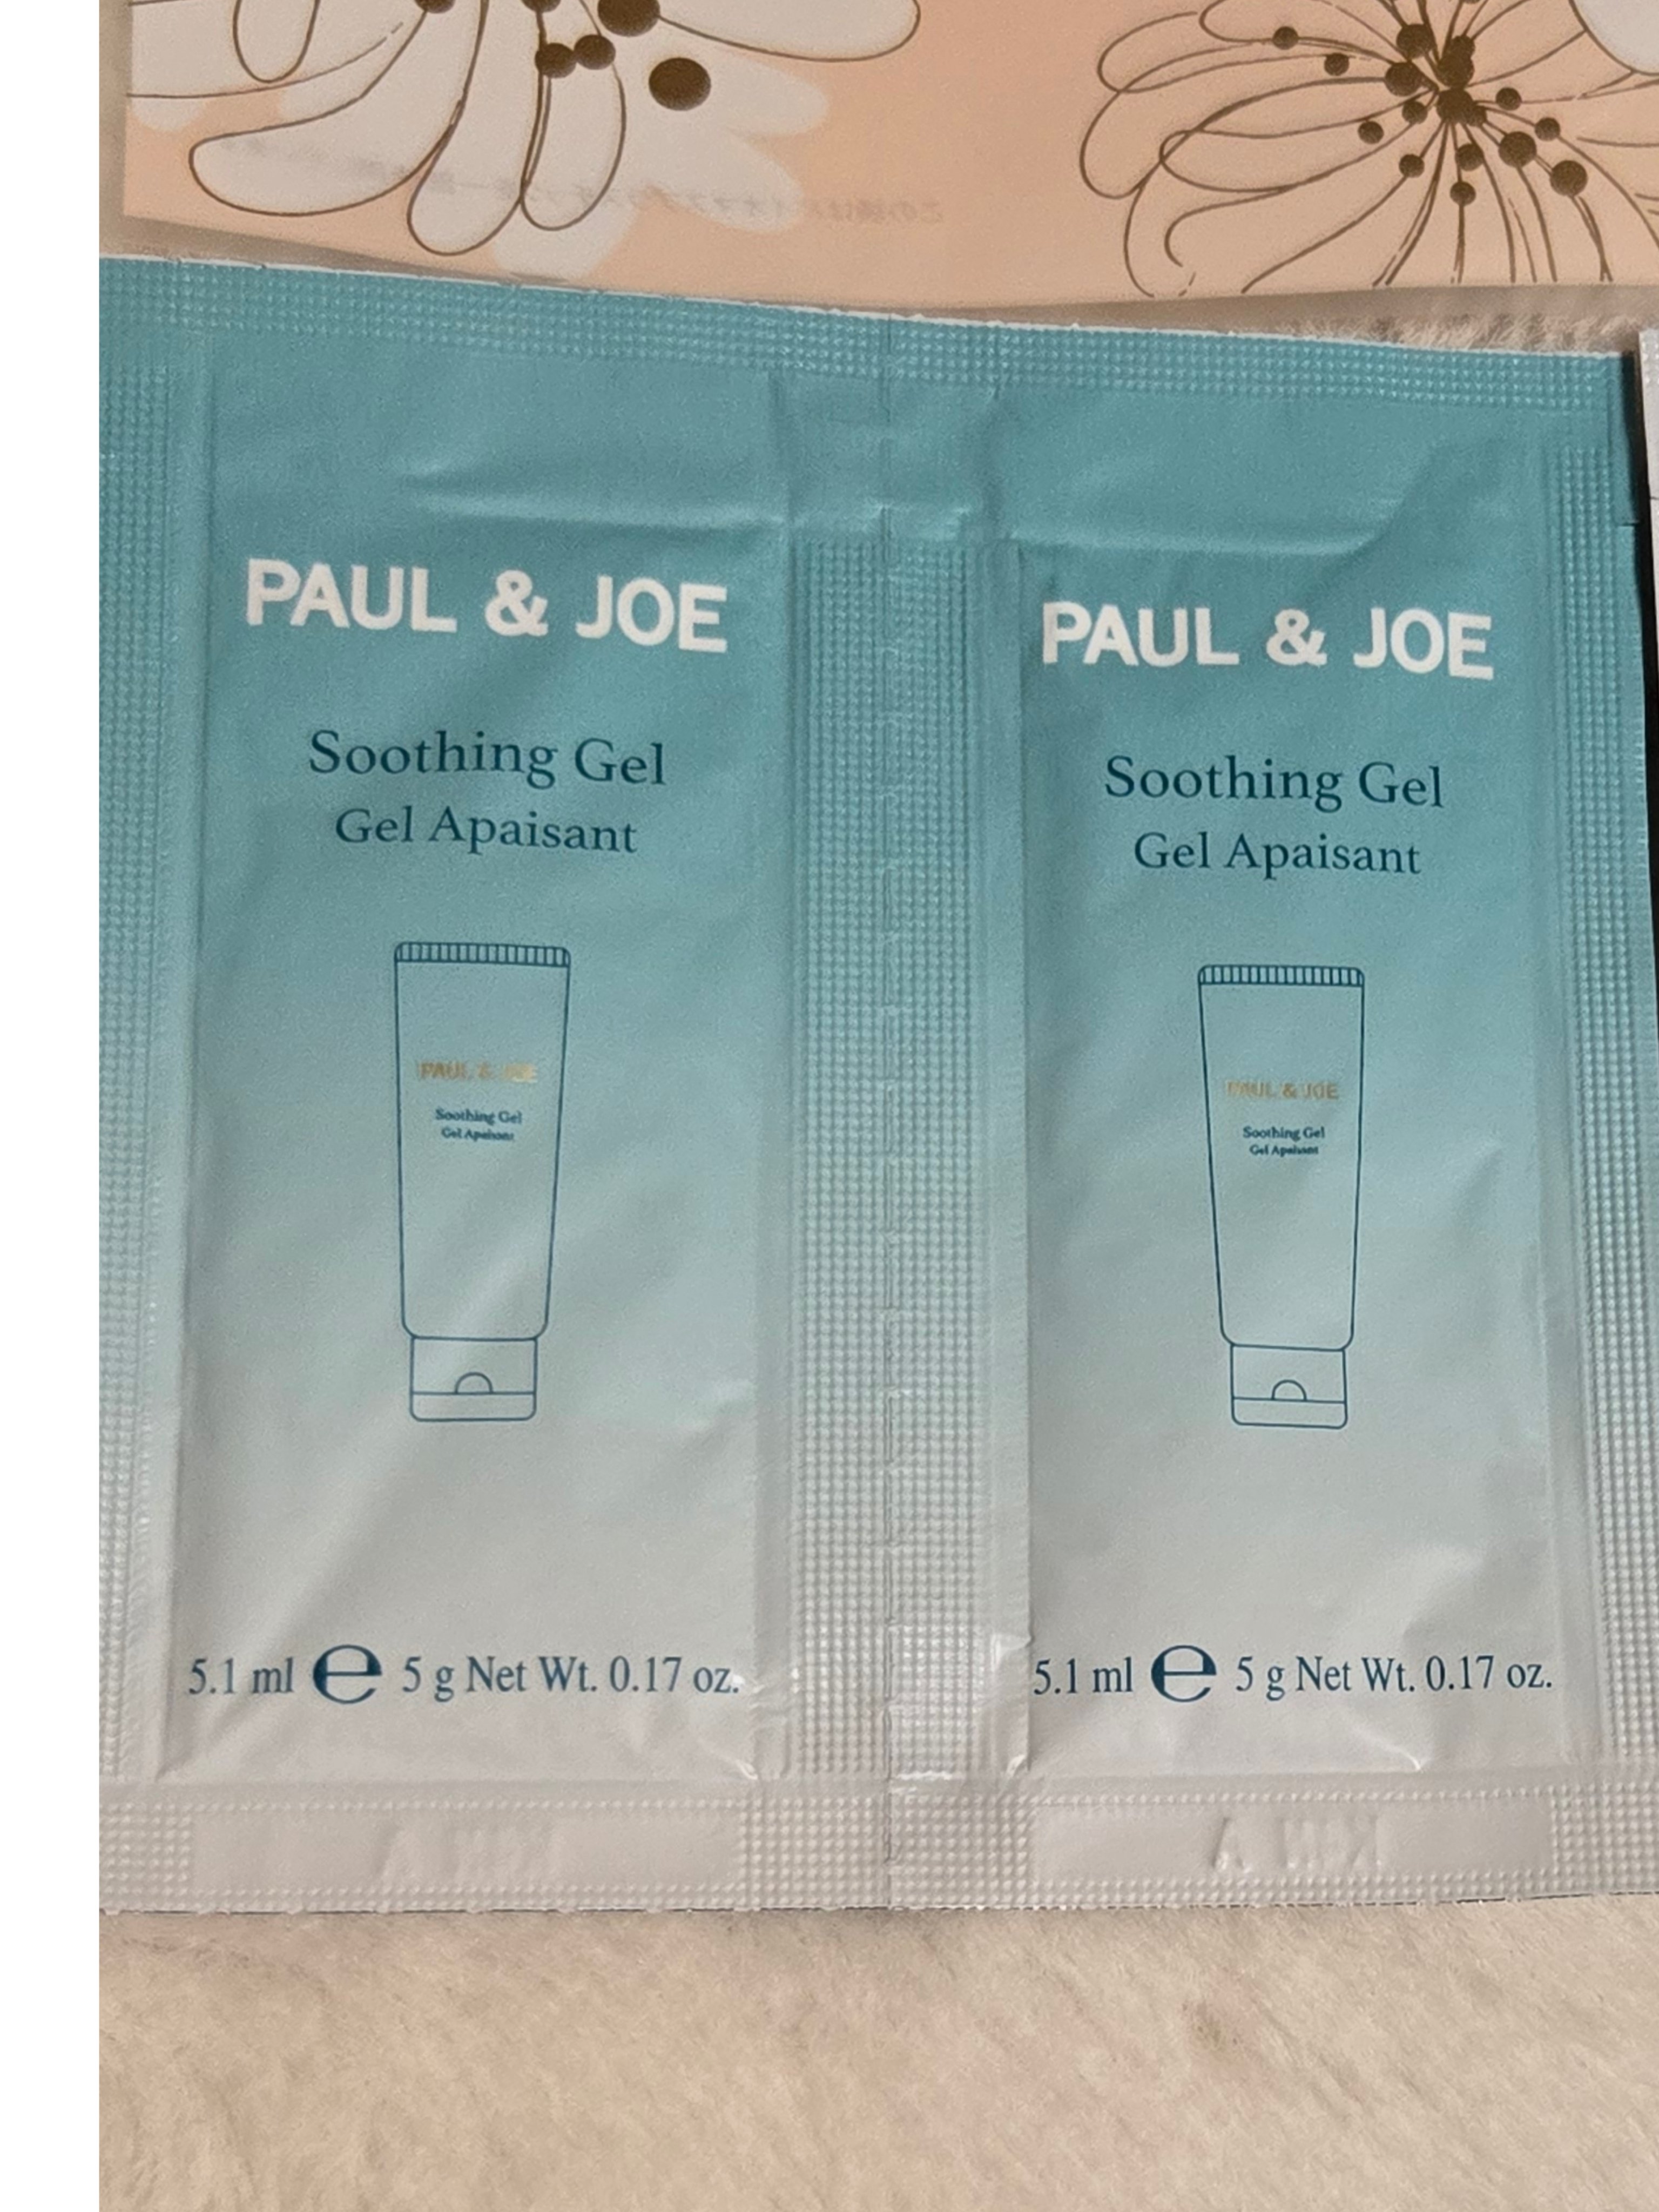 PAUL & JOE
Soothing Gel
Gel Apaisant
PAUL & JOE
Soothing Gel
Gel Apaisant
5.1 ml ℮ 5 g Net Wt. 0.17 oz.
PAUL & JOE
Soothing Gel
Gel Apaisant
PAUL & JOE
Soothing Gel
Gel Apaisant
5.1 ml ℮ 5 g Net Wt. 0.17 oz.